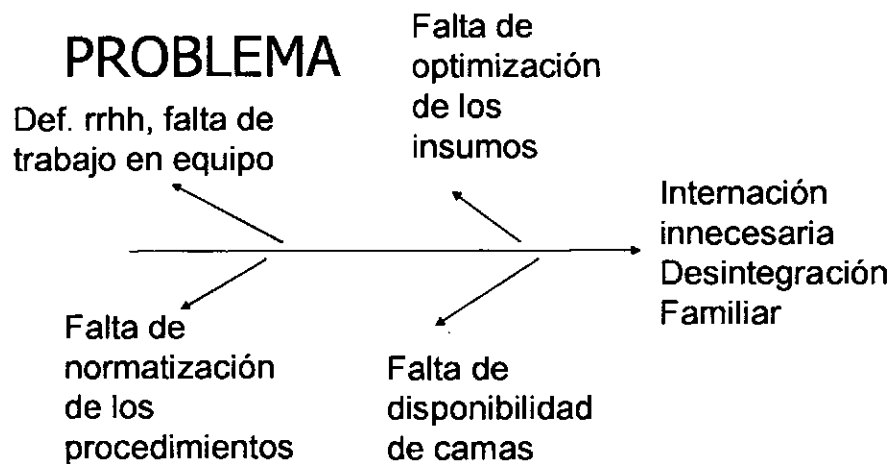 PROBLEMA
Def. rrhh, falta de
trabajo en equipo
Falta de
optimización
de los
insumos
Internación
innecesaria
Desintegración
Familiar
Falta de
normatización
de los
procedimientos
Falta de
disponibilidad
de camas